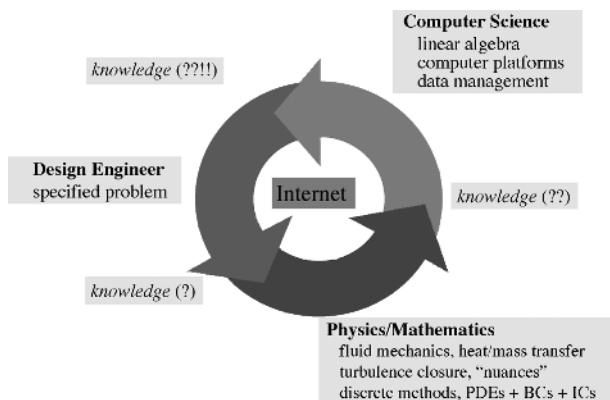 Computer Science
linear algebra
computer platforms
data management
knowledge (??!!)
Design Engineer
specified problem
Internet
knowledge (??)
knowledge (?)
Physics/Mathematics
fluid mechanics, heat/mass transfer
turbulence closure, “nuances”
discrete methods, PDEs + BCs + ICs